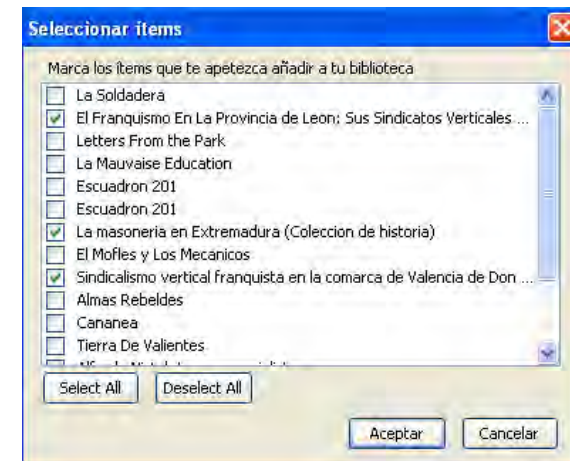 Seleccionar ítems
Marca los ítems que te apetezca añadir a tu biblioteca
La Soldadera
El Franquismo En La Provincia de Leon: Sus Sindicatos Verticales ...
Letters From the Park
La Mauvaise Education
Escuadron 201
Escuadron 201
La masoneria en Extremadura (Coleccion de historia)
El Mofles y Los Mecanicos
Sindicalismo vertical franquista en la comarca de Valencia de Don ...
Almas Rebeldes
Cananea
Tierra De Valientes
Select All
Deselect All
Aceptar
Cancelar